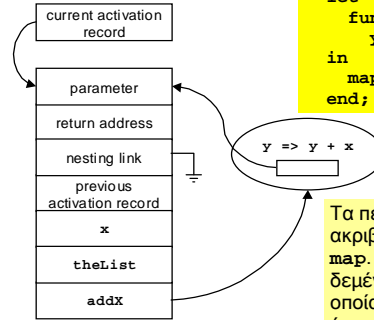 current activation
record
parameter
return address
nesting link
previous
activation record
x
theList
addX
y => y + x
fun
y
in
map
end;
Τα πε
ακριβ
map.
δεμέν
οποίο